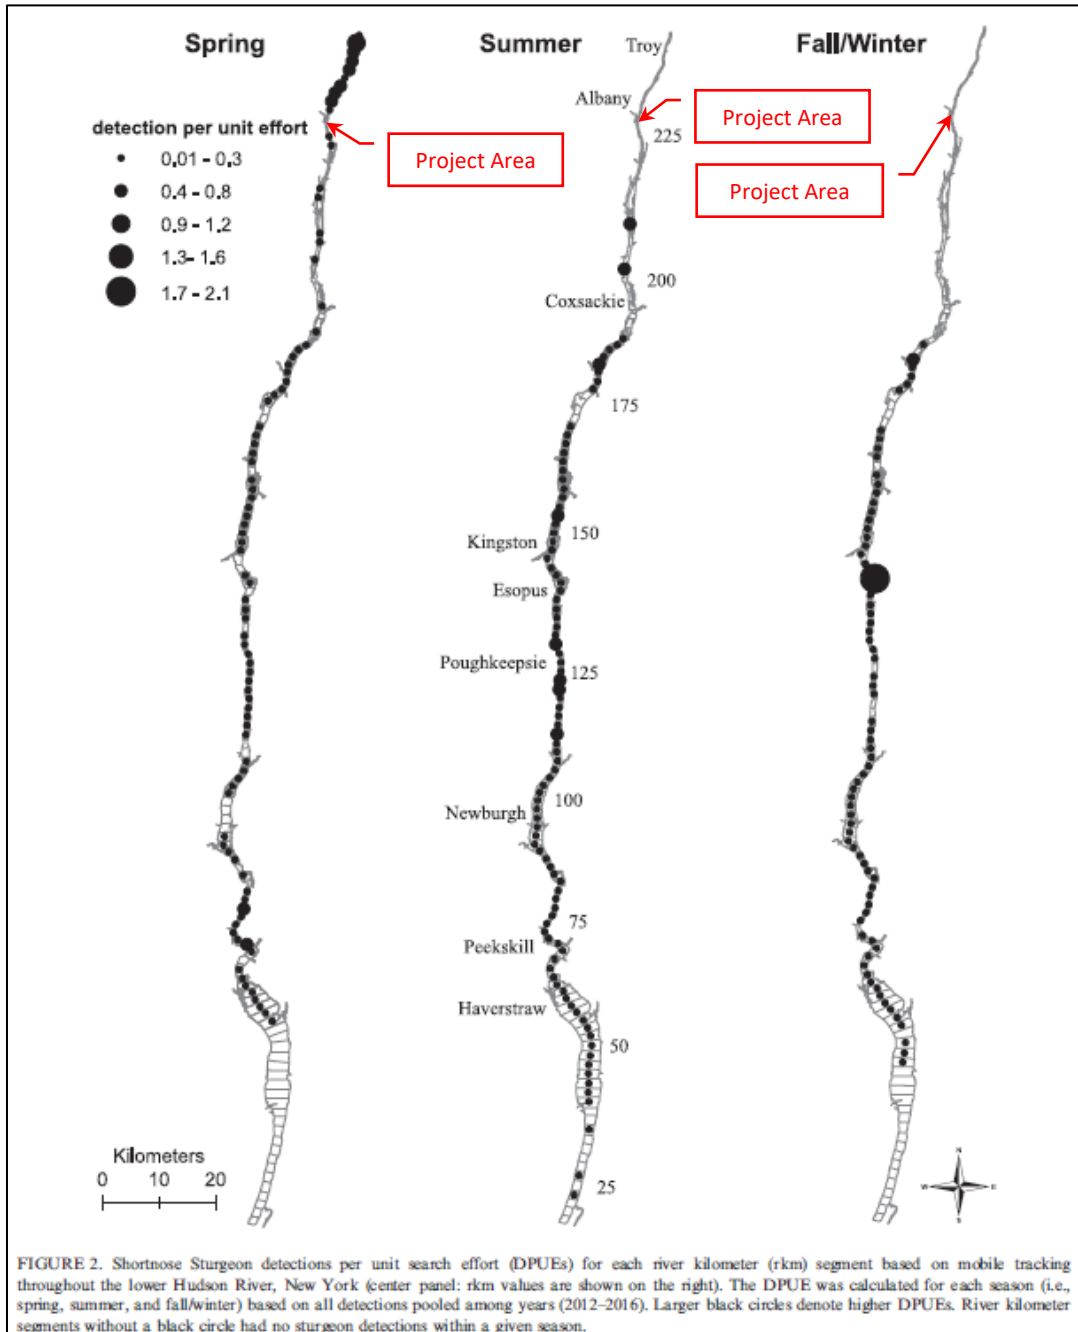 Spring
Summer
Fall/Winter
Troy
Albany
Project Area
225
Project Area
Project Area
detection per unit effort
0.01 - 0.3
0.4 - 0.8
0.9 - 1.2
1.3- 1.6
1.7 - 2.1
200
Coxsackie
175
150
Kingston
Esopus
Poughkeepsie
125
100
Newburgh
75
Peekskill
Haverstraw
50
25
Kilometers
0 10 20
N
W E
S
FIGURE 2. Shortnose Sturgeon detections per unit search effort (DPUEs) for each river kilometer (rkm) segment based on mobile tracking
throughout the lower Hudson River, New York (center panel: rkm values are shown on the right). The DPUE was calculated for each season (i.e.,
spring, summer, and fall/winter) based on all detections pooled among years (2012–2016). Larger black circles denote higher DPUEs. River kilometer
segments without a black circle had no sturgeon detections within a given season.